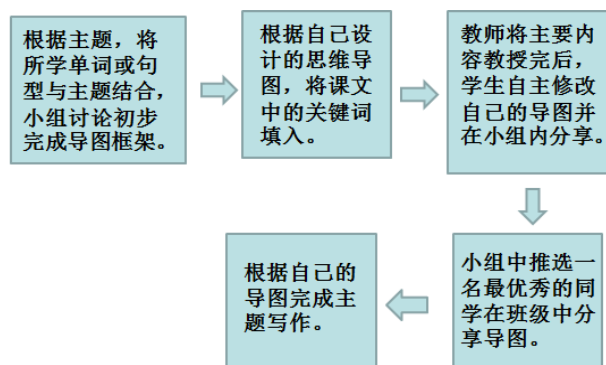 根据主题，将
所学单词或句
型与主题结合，
小组讨论初步
完成导图框架。
根据自己设
计的思维导
图，将课文
中的关键词
填入。
教师将主要内
容教授完后，
学生自主修改
自己的导图并
在小组内分享。
小组中推选一
名最优秀的同
学在班级中分
享导图。
根据自己的
导图完成主
题写作。